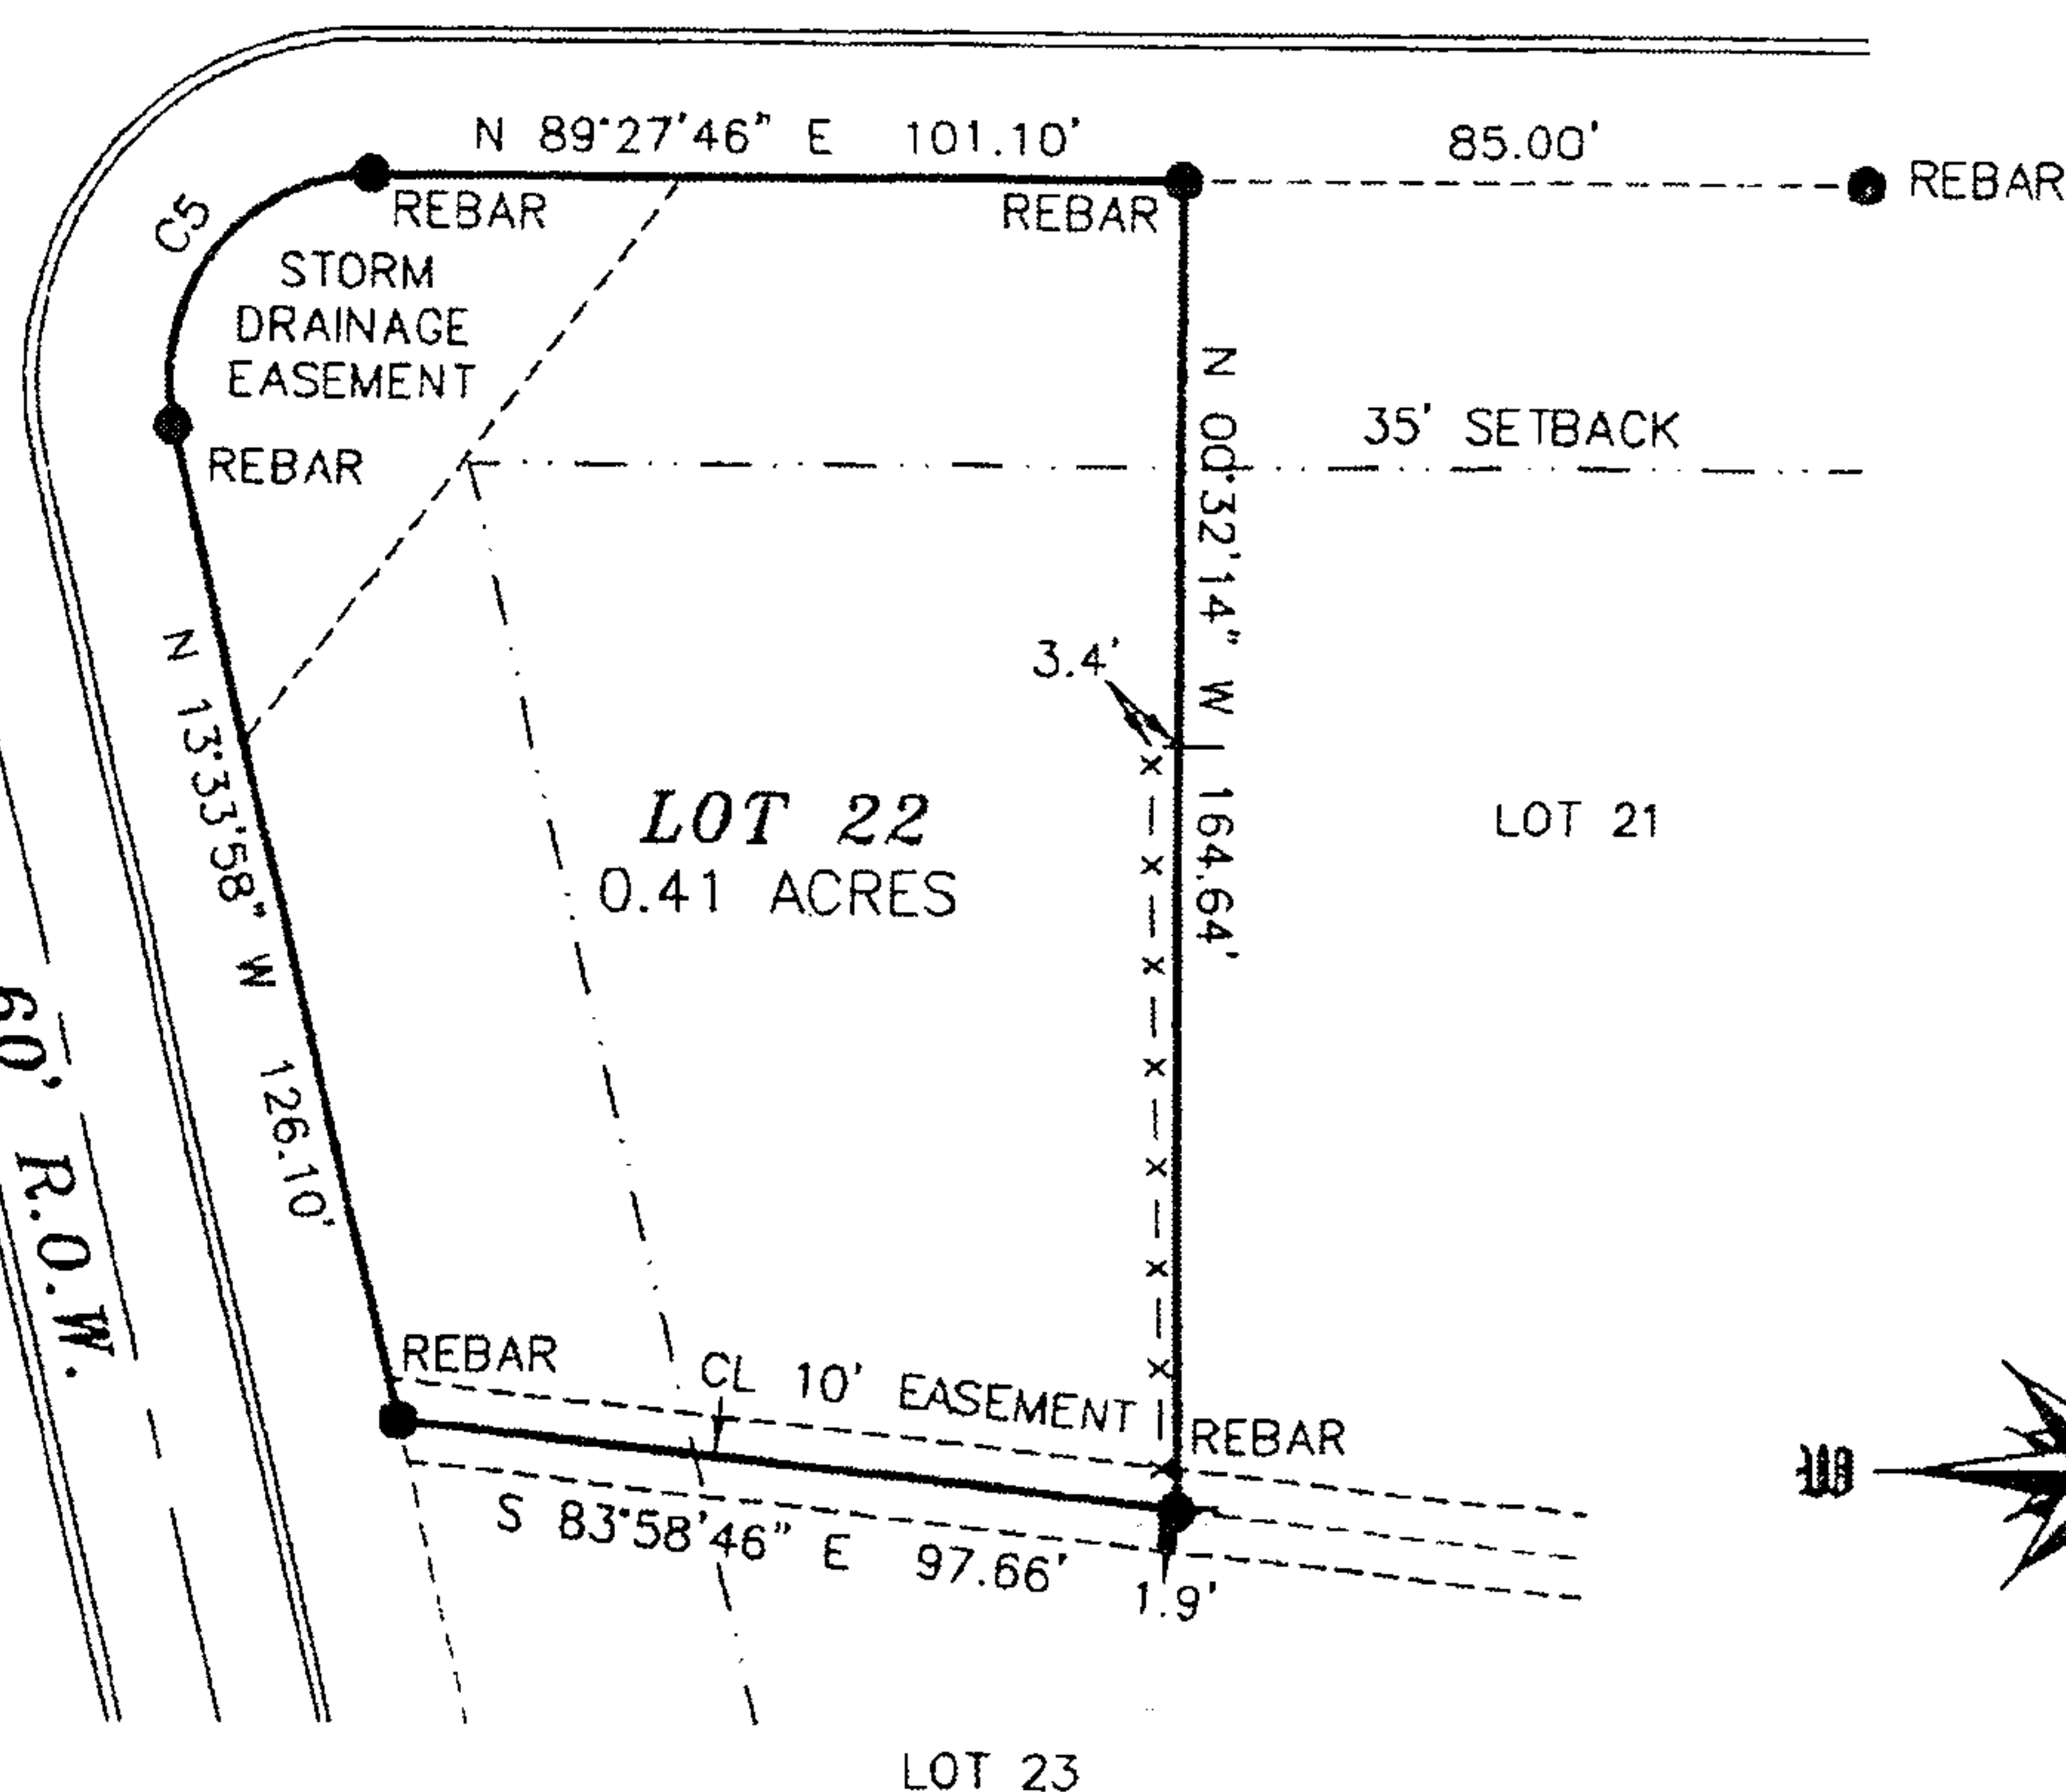 N 89°27'46" E 101.10'
85.00'
REBAR
REBAR
REBAR
C5
STORM
DRAINAGE
EASEMENT
REBAR
35' SETBACK
N 00°32'14" W 164.64'
N 13°33'58" W 126.10'
3.4'
LOT 22
0.41 ACRES
LOT 21
60' R.O.W.
REBAR
CL 10' EASEMENT
REBAR
S 83°58'46" E 97.66'
1.9'
LOT 23